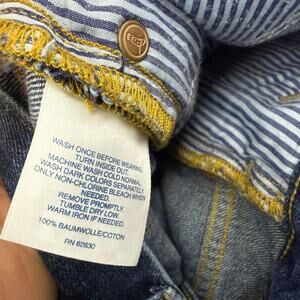 WASH ONCE BEFORE WEARING.
TURN INSIDE OUT.
MACHINE WASH COLD NORMAL.
WASH DARK COLORS SEPARATELY.
ONLY NON-CHLORINE BLEACH WHEN
NEEDED.
REMOVE PROMPTLY.
TUMBLE DRY LOW.
WARM IRON IF NEEDED.
100% BAUMWOLLE/COTON
RN 62830